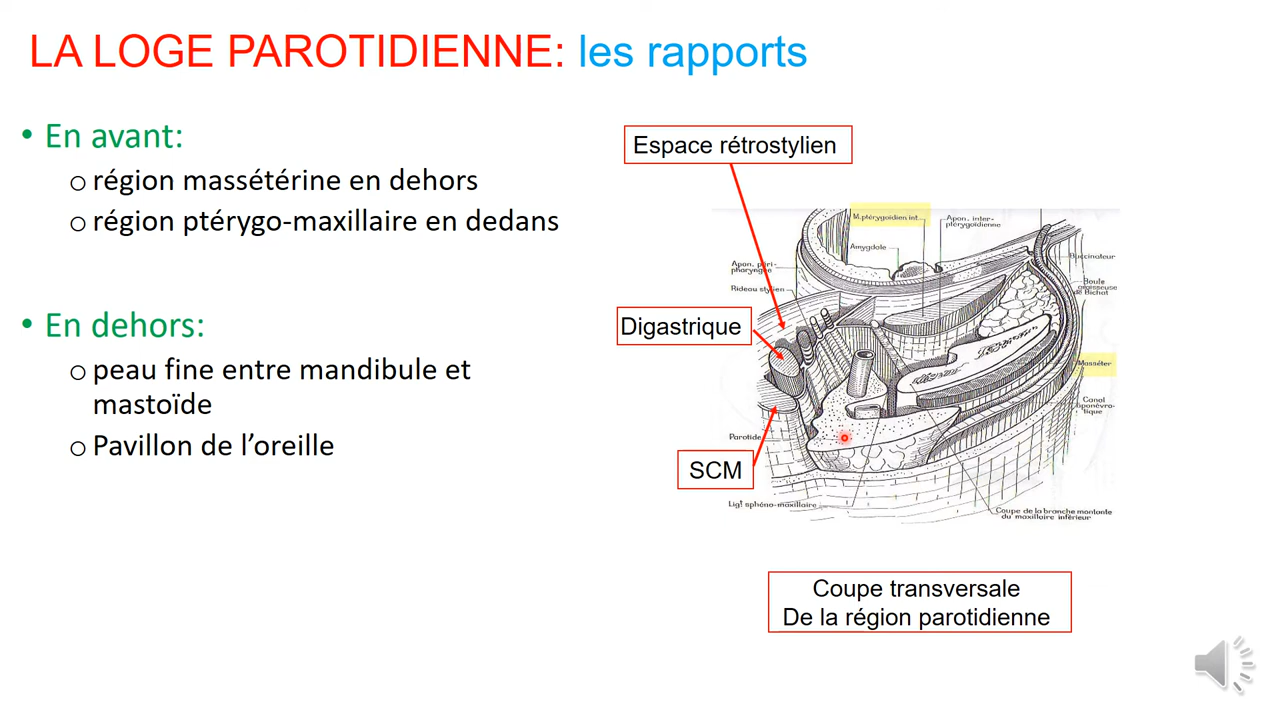 LA LOGE PAROTIDIENNE: les rapports
• En avant:
o région massétérine en dehors
o région ptérygo-maxillaire en dedans
• En dehors:
o peau fine entre mandibule et
mastoïde
o Pavillon de l’oreille
Espace rétrostylien
M. ptérygoïdien int.
Apon. inter-
ptérygoïdienne
Amygdale
Buccinateur
Apon. péri-
pharyngée
Rideau stylien
Boule
graisseuse
de Bichat
Digastrique
Masséter
Canal
aponévro-
tique
Parotide
SCM
Ligt sphéno-maxillaire
Coupe de la branche montante
du maxillaire inférieur
Coupe transversale
De la région parotidienne